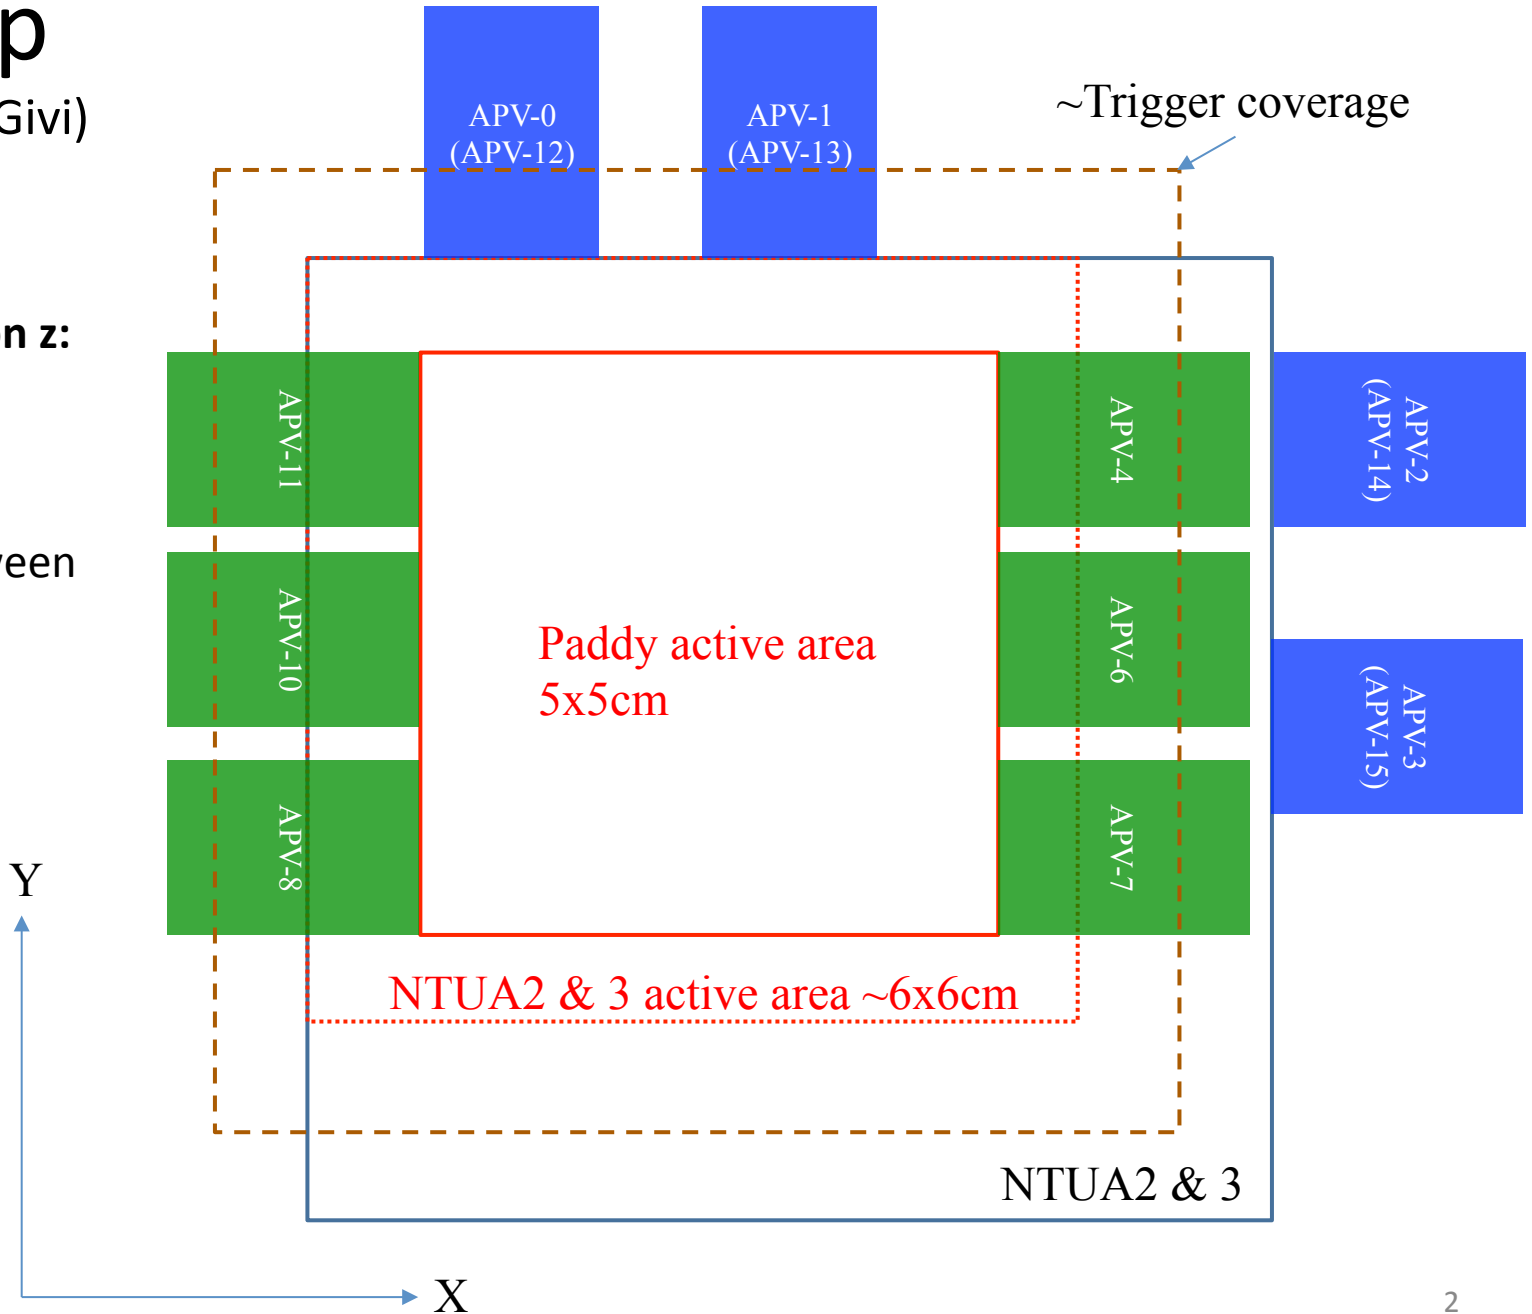 p
Givi)
n z:
veen
APV-0
(APV-12)
APV-1
(APV-13)
~Trigger coverage
APV-11
APV-4
APV-2
(APV-14)
APV-10
APV-6
Paddy active area
5x5cm
APV-3
(APV-15)
APV-8
APV-7
NTUA2 & 3 active area ~6x6cm
NTUA2 & 3
Y
X
2